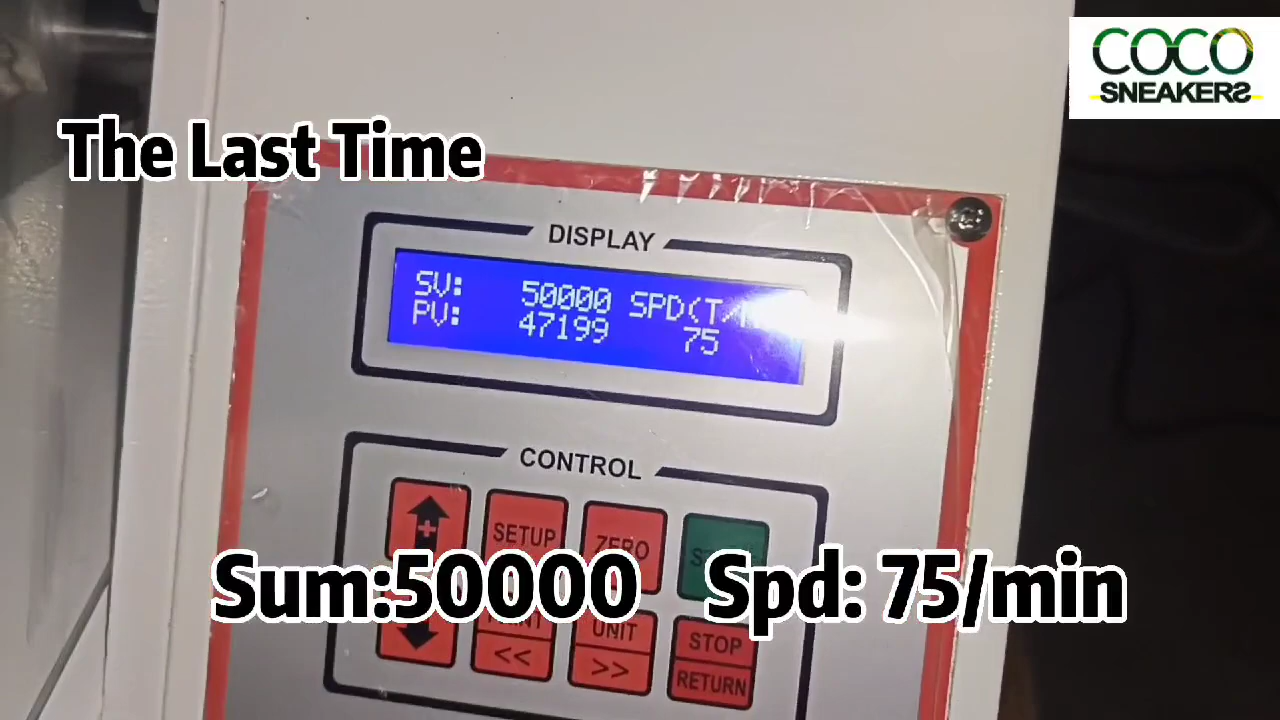 COCO
SNEAKERS
The Last Time
DISPLAY
SV: 50000 SPD(T/
PV: 47199 75
CONTROL
+
SETUP
ZERO
Sum:50000 Spd: 75/min
UNIT
STOP
<<
>>
RETURN